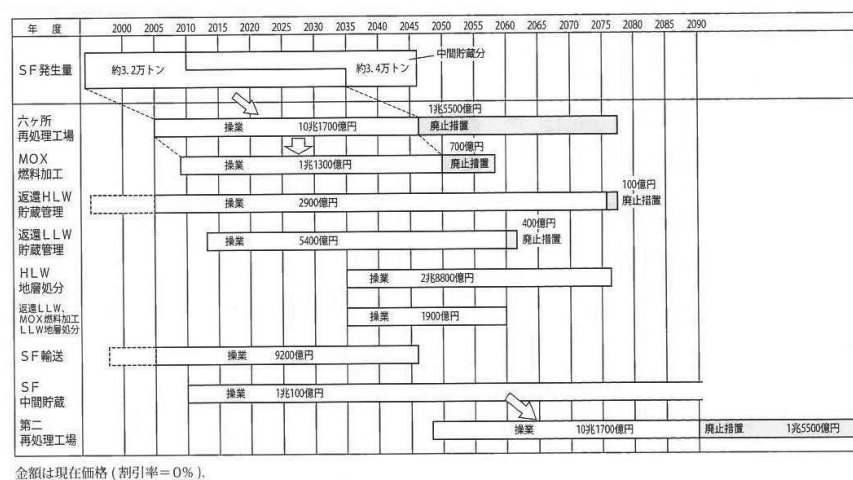 年 度 2000 2005 2010 2015 2020 2025 2030 2035 2040 2045 2050 2055 2060 2065 2070 2075 2080 2085 2090
SF発生量 約3.2万トン 約3.4万トン 中間貯蔵分
六ヶ所
再処理工場 操業 10兆1700億円 1兆5500億円 廃止措置
MOX
燃料加工 操業 1兆1300億円 700億円 廃止措置
返還HLW
貯蔵管理 操業 2900億円 100億円 廃止措置
返還LLW
貯蔵管理 操業 5400億円 400億円 廃止措置
HLW
地層処分 操業 2兆8800億円
返還LLW、
MOX燃料加工
LLW地層処分 操業 1900億円
SF輸送 操業 9200億円
SF
中間貯蔵 操業 1兆100億円
第二
再処理工場 操業 10兆1700億円 廃止措置 1兆5500億円
金額は現在価格(割引率=0%).